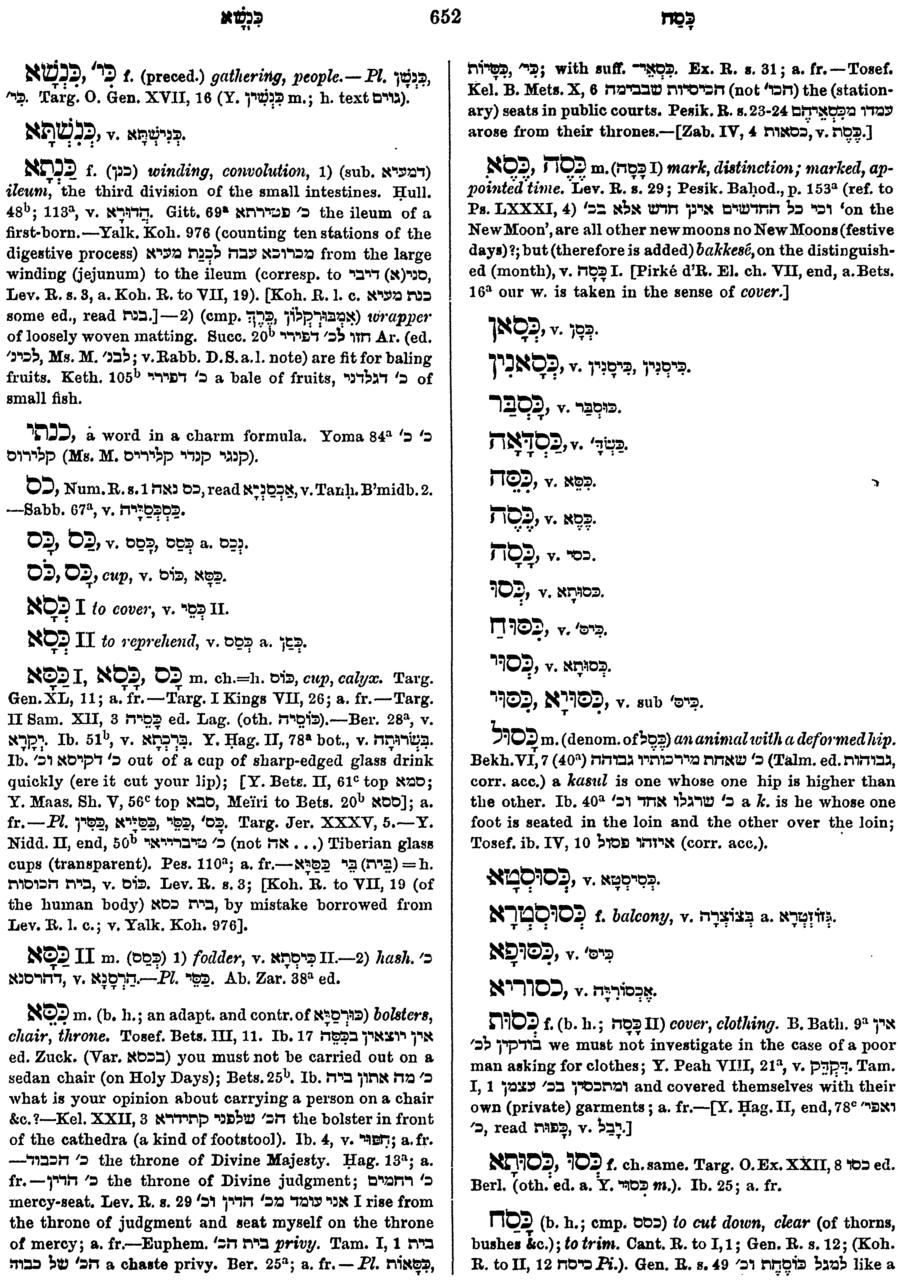 כְּנִשָּׁא 652 כָּסַח
כְּנִשָּׁא, כְּי׳ f. (preced.) gathering, people.—Pl. כְּנִשָׁן,
כְּי׳. Targ. O. Gen. XVII, 16 (Y. כְּנִשִׁין m.; h. text גוים).
כְּנִשְׁתָּא, v. כְּנִישְׁתָּא.
כַּנְתָּא f. (כנן) winding, convolution, 1) (sub. דמעיא)
ileum, the third division of the small intestines. Ḥull.
48b; 113a, v. הַדּוּרָא. Gitt. 69a כ׳ פטירתא the ileum of a
first-born.—Yalk. Koh. 976 (counting ten stations of the
digestive process) מכרוכא עבה לכַנַת מעיא from the large
winding (jejunum) to the ileum (corresp. to סני(א) דיבי,
Lev. R. s. 3, a. Koh. R. to VII, 19). [Koh. R. l. c. כנת מעיא
some ed., read בנת.]—2) (cmp. אֲמְבּוּרְקְלוֹן, כְּרַךְ) wrapper
of loosely woven matting. Succ. 20b חזו לכ׳ דפירי Ar. (ed.
לכינ׳, Ms. M. לבנ׳; v. Rabb. D. S. a. l. note) are fit for baling
fruits. Keth. 105b כ׳ דפירי a bale of fruits, כ׳ דגלדני of
small fish.
כנתי, a word in a charm formula. Yoma 84a כ׳ כ׳
קלירוס (Ms. M. קנגי קנדי קלירים).
כס, Num. R. s. 1 כס נאה, read אַכְסַנְיָא, v. Tanḥ. B'midb. 2.
—Sabb. 67a, v. כַּסְכַּסַיָּיה.
כַּס, כָּס, v. כְּסַס, כָּסַס a. נְכַס.
כֹּס, כָּס, cup, v. כַּסָּא, כּוֹס.
כְּסָא I to cover, v. כְּסֵי II.
כְּסָא II to reprehend, v. כְּסַס a. כְּסַן.
כַּסָּא I, כָּסָא, כָּס m. ch.=h. כּוֹס, cup, calyx. Targ.
Gen. XL, 11; a. fr.—Targ. I Kings VII, 26; a. fr.—Targ.
II Sam. XII, 3 כָּסֵיה ed. Lag. (oth. כּוֹסֵיה).—Ber. 28a, v.
יְקָרָא. Ib. 51b, v. בִּרְכְּתָא. Y. Ḥag. II, 78a bot., v. בִּשְׂרוּתָה.
Ib. כ׳ דקיסא וכ׳ out of a cup of sharp-edged glass drink
quickly (ere it cut your lip); [Y. Bets. II, 61c top סמא;
Y. Maas. Sh. V, 56c top סבא, Meïri to Bets. 20b ססא]; a.
fr.—Pl. כָּס׳, כַּסֵּי, כַּסַּיָּא, כַּסִּין. Targ. Jer. XXXV, 5.—Y.
Nidd. II, end, 50b כ׳ טיברייאי (not אה . . .) Tiberian glass
cups (transparent). Pes. 110a; a. fr.—(בית) בֵּי כַּסַיָּא = h.
בית הכוסות, v. כּוֹס. Lev. R. s. 3; [Koh. R. to VII, 19 (of
the human body) בית כסא, by mistake borrowed from
Lev. R. l. c.; v. Yalk. Koh. 976].
כַּסָּא II m. (כְּסַס) 1) fodder, v. כִּיסְתָא II.—2) hash. כ׳
דהרסנא, v. הַרְסְנָא.—Pl. כַּסֵּי. Ab. Zar. 38a ed.
כִּסֵּא m. (b. h.; an adapt. and contr. of כּוּרְסְיָא) bolsters,
chair, throne. Tosef. Bets. III, 11. Ib. 17 אין יוצאין בכִסֶּה
ed. Zuck. (Var. בכסא) you must not be carried out on a
sedan chair (on Holy Days); Bets. 25b. Ib. כ׳ מה אתון ביה
what is your opinion about carrying a person on a chair
&c.?—Kel. XXII, 3 הכ׳ שלפני קתידרא the bolster in front
of the cathedra (a kind of footstool). Ib. 4, v. חִפּוּי; a. fr.
—כ׳ הכבוד the throne of Divine Majesty. Ḥag. 13a; a.
fr.—כ׳ הדין the throne of Divine judgment; כ׳ רחמים
mercy-seat. Lev. R. s. 29 אני עומד מכ׳ הדין וכ׳ I rise from
the throne of judgment and seat myself on the throne
of mercy; a. fr.—Euphem. בית הכ׳ privy. Tam. I, 1 בית
הכ׳ של כבוד a chaste privy. Ber. 25a; a. fr.—Pl. כִּסְאוֹת,
כִּסְיוֹת, כְּי׳; with suff. כִּסְאֵי־. Ex. R. s. 31; a. fr.—Tosef.
Kel. B. Mets. X, 6 הכיסיות שבבימה (not הכו׳) the (station-
ary) seats in public courts. Pesik. R. s. 23-24 עמדו מכִּסְאֵיהֶם
arose from their thrones.—[Zab. IV, 4 כסאות, v. כֶּסֶת.]
כֵּסֶה, כֵּסֶא m. (כָּסָה I) mark, distinction; marked, ap-
pointed time. Lev. R. s. 29; Pesik. Baḥod., p. 153a (ref. to
Ps. LXXXI, 4) וכי כל החדשים אינן חדש אלא בכ׳ 'on the
New Moon', are all other new moons no New Moons (festive
days)?; but (therefore is added) bakkesé, on the distinguish-
ed (month), v. כָּסָה I. [Pirké d'R. El. ch. VII, end, a. Bets.
16a our w. is taken in the sense of cover.]
כְּסָאן, v. כְּסַן.
כִּסָאנִין, v. כִּיסָנִין, כִּיסָנִין.
כֻּסְבַּר, v. כּוּסְבַּר.
כַּסְדָּאָה, v. כַּשְׂדָּ׳.
כִּסֵּה, v. כִּסֵּא.
כֵּסֶה, v. כֵּסֶא.
כָּסָה, v. כסי.
כְּסוּ, v. כסותא.
כִּסּוּחַ, v. כִּיס׳.
כְּסוּי, v. כְּסוּתָא.
כִּסּוּי, כִּסּוּיָא, v. sub כִּיס׳.
כָּסוּל m. (denom. of כֶּסֶל) an animal with a deformed hip.
Bekh. VI, 7 (40a) כ׳ שאחת מירכותיו גבוה (Talm. ed. גבוהות,
corr. acc.) a kasul is one whose one hip is higher than
the other. Ib. 40a כ׳ שרגלו אחד וכ׳ a k. is he whose one
foot is seated in the loin and the other over the loin;
Tosef. ib. IV, 10 איזהו פסול (corr. acc.).
כְּסוּסְטָא, v. כְּסִיסְטָא.
כְּסוֹסְטְרָא f. balcony, v. בְּצוֹצְרָה a. גְּזוֹזְטְרָא.
כִּסּוּפָא, v. כִּיס׳
כסוריא, v. אֶכְסוֹרִיָּה.
כְּסוּת f. (b. h.; כָּסָה II) cover, clothing. B. Bath. 9a אין
בודקין לכ׳ we must not investigate in the case of a poor
man asking for clothes; Y. Peah VIII, 21a, v. דִּקְדֵּק. Tam.
I, 1 ומתכסין בכ׳ עצמן and covered themselves with their
own (private) garments; a. fr.—[Y. Ḥag. II, end, 78c ואפי׳
כ׳, read כְּפוּת, v. רָבַל.]
כְּסוּתָא, כְּסוּ f. ch. same. Targ. O. Ex. XXII, 8 כסו ed.
Berl. (oth. ed. a. Y. כְּסוּי m.). Ib. 25; a. fr.
כָּסַח (b. h.; cmp. כסס) to cut down, clear (of thorns,
bushes &c.); to trim. Cant. R. to I, 1; Gen. R. s. 12; (Koh.
R. to II, 12 כיסח Pi.). Gen. R. s. 49 למגל כּוֹסַחַת וכ׳ like a